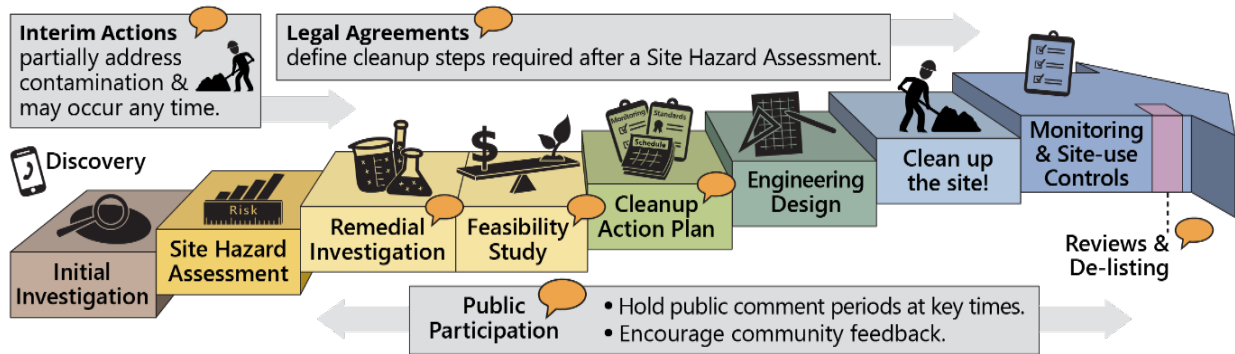 Interim Actions
partially address
contamination &
may occur any time.
Legal Agreements
define cleanup steps required after a Site Hazard Assessment.
Discovery
Initial
Investigation
Risk
Site Hazard
Assessment
Remedial
Investigation
$
Feasibility
Study
Monitoring
Standards
Schedule
Cleanup
Action Plan
Engineering
Design
Clean up
the site!
Monitoring
& Site-use
Controls
Reviews &
De-listing
Public
Participation
• Hold public comment periods at key times.
• Encourage community feedback.